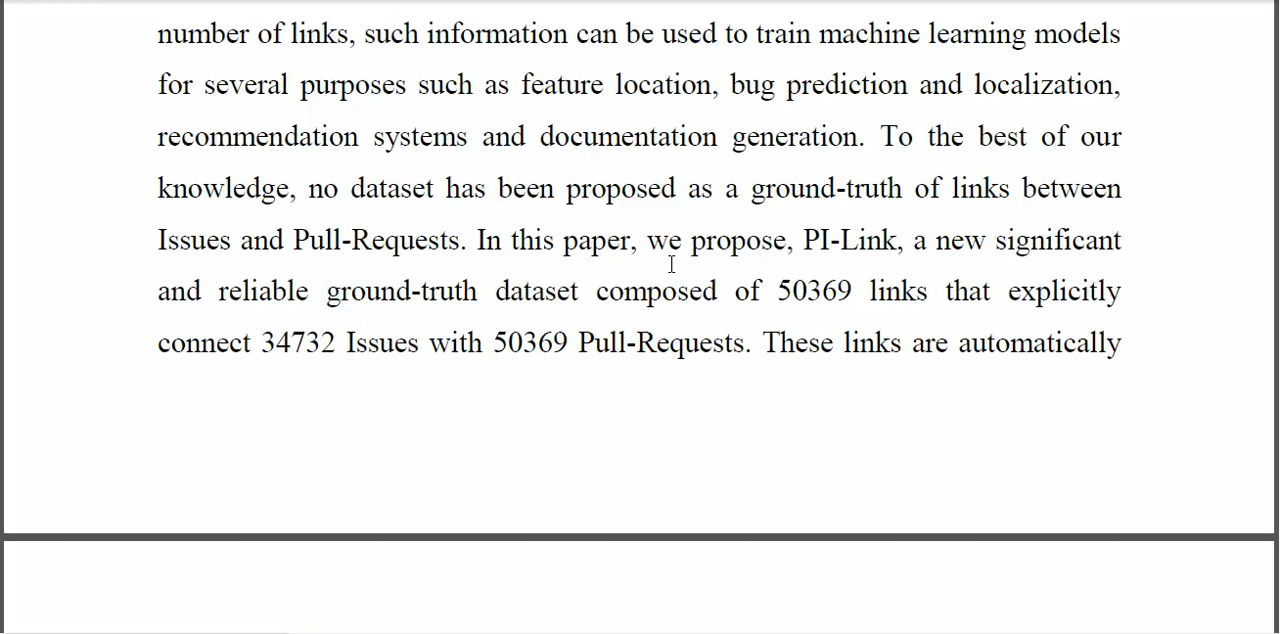 number of links, such information can be used to train machine learning models
for several purposes such as feature location, bug prediction and localization,
recommendation systems and documentation generation. To the best of our
knowledge, no dataset has been proposed as a ground-truth of links between
Issues and Pull-Requests. In this paper, we propose, PI-Link, a new significant
and reliable ground-truth dataset composed of 50369 links that explicitly
connect 34732 Issues with 50369 Pull-Requests. These links are automatically